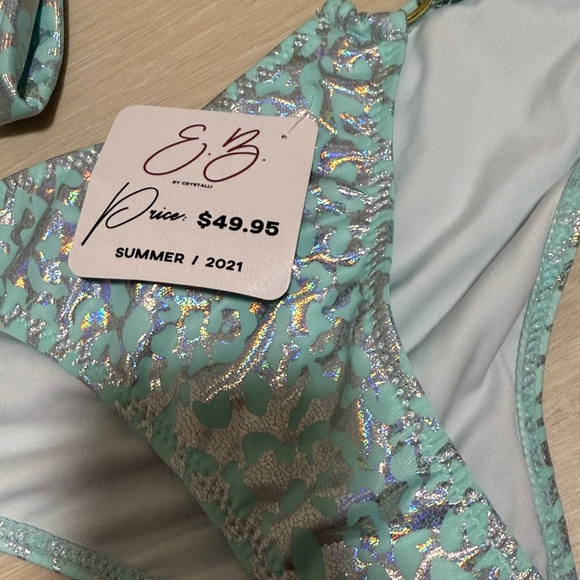 E.B.
BY CRYSTALLI
Price: $49.95
SUMMER / 2021